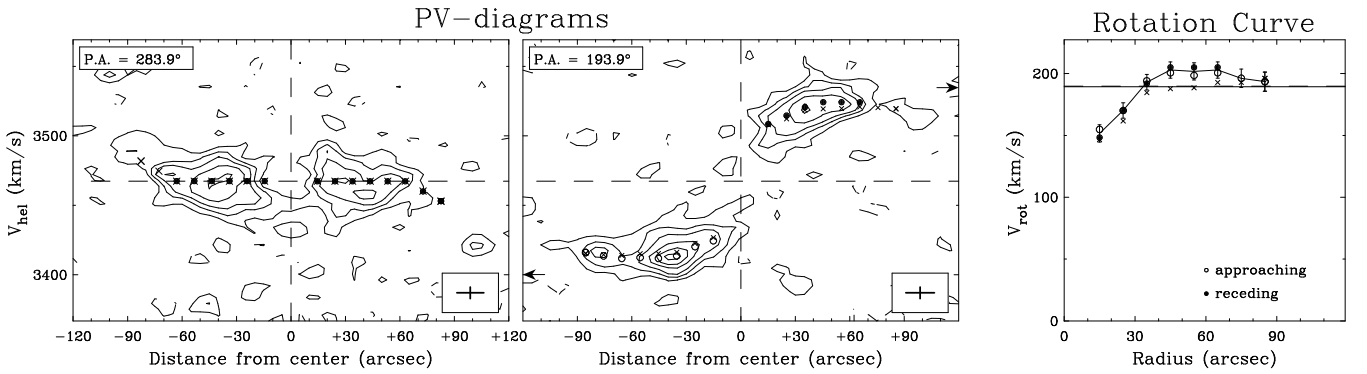 PV-diagrams
Rotation Curve
P.A. = 283.9°
P.A. = 193.9°
V_hel (km/s)
3500
3400
-120 -90 -60 -30 0 +30 +60 +90 +120
Distance from center (arcsec)
-90 -60 -30 0 +30 +60 +90
Distance from center (arcsec)
V_rot (km/s)
200
100
0
approaching
receding
0 30 60 90
Radius (arcsec)